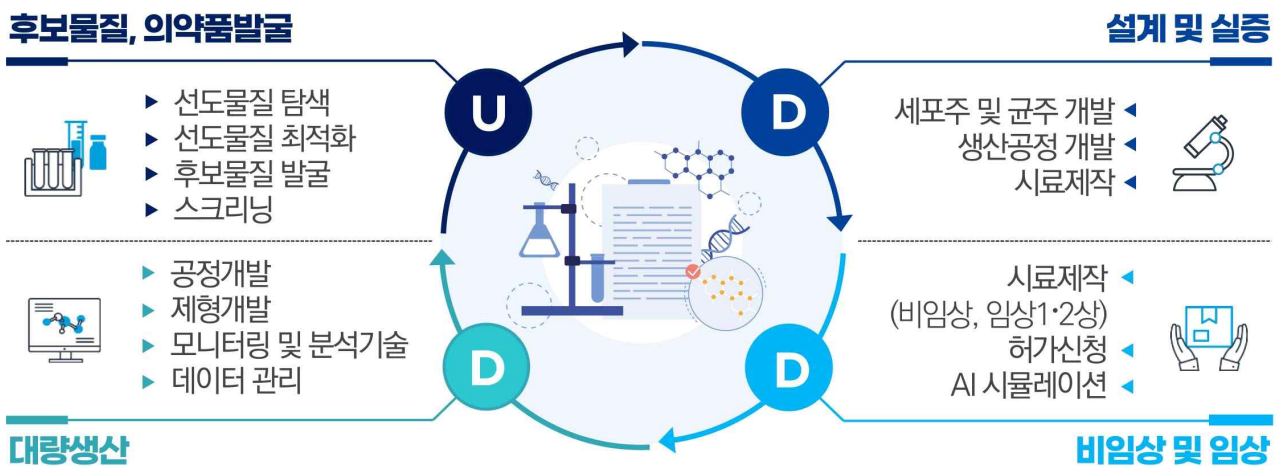 후보물질, 의약품발굴
U
▶ 선도물질 탐색
▶ 선도물질 최적화
▶ 후보물질 발굴
▶ 스크리닝
설계 및 실증
D
세포주 및 균주 개발 ◀
생산공정 개발 ◀
시료제작 ◀
▶ 공정개발
▶ 제형개발
▶ 모니터링 및 분석기술
▶ 데이터 관리
D
대량생산
시료제작 ◀
(비임상, 임상1·2상)
허가신청 ◀
AI 시뮬레이션 ◀
D
비임상 및 임상